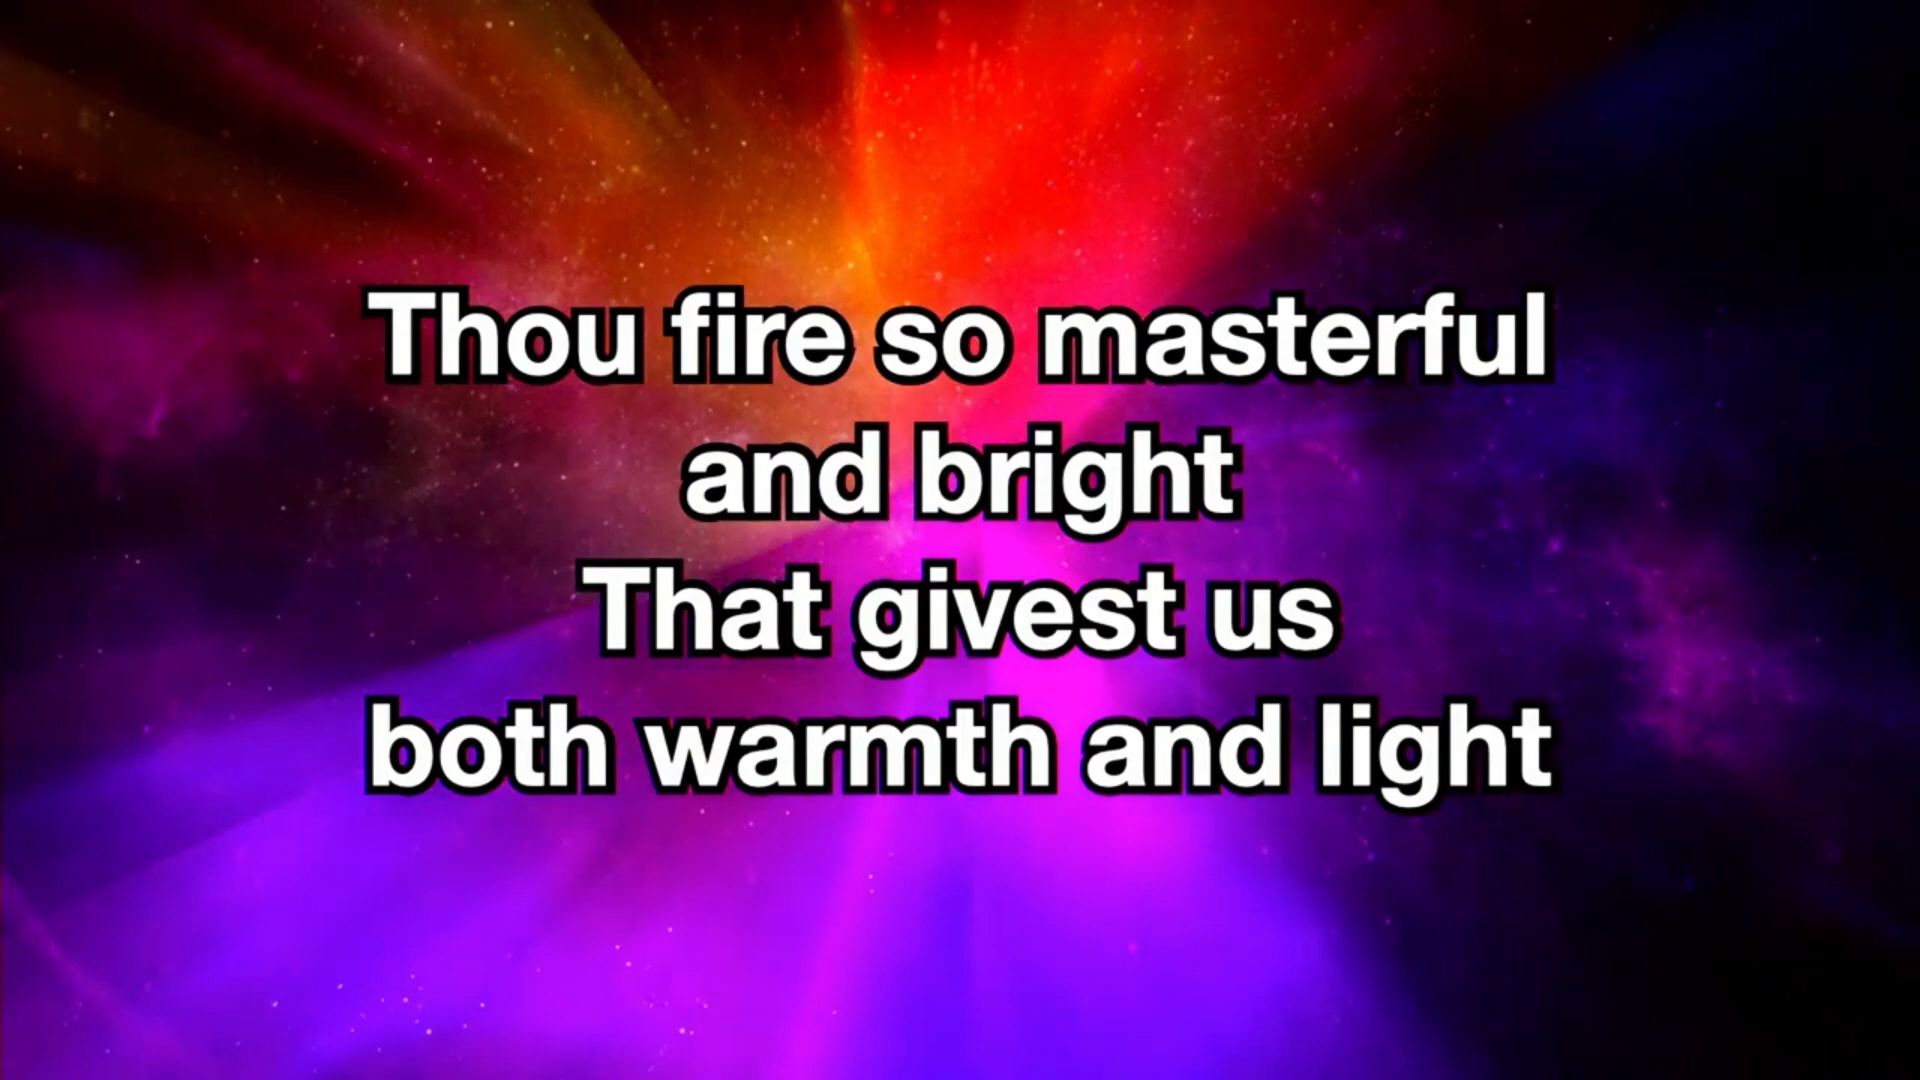 Thou fire so masterful
and bright
That givest us
both warmth and light